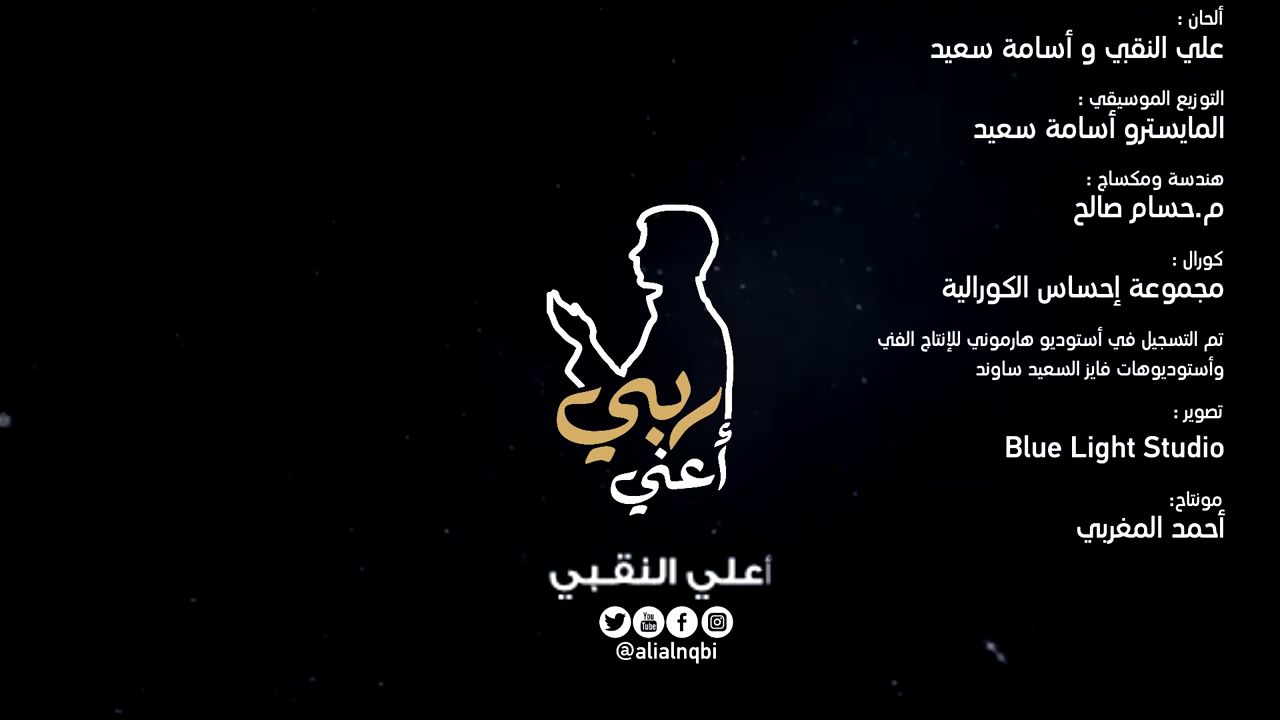 ألحان :
علي النقبي و أسامة سعيد
التوزيع الموسيقي :
المايسترو أسامة سعيد
هندسة ومكساج :
م.حسام صالح
كورال :
مجموعة إحساس الكورالية
تم التسجيل في أستوديو هارموني للإنتاج الفني
وأستوديوهات فايز السعيد ساوند
تصوير :
Blue Light Studio
مونتاج:
أحمد المغربي
ربي
أعني
أعلي النقبي
You Tube
@alialnqbi